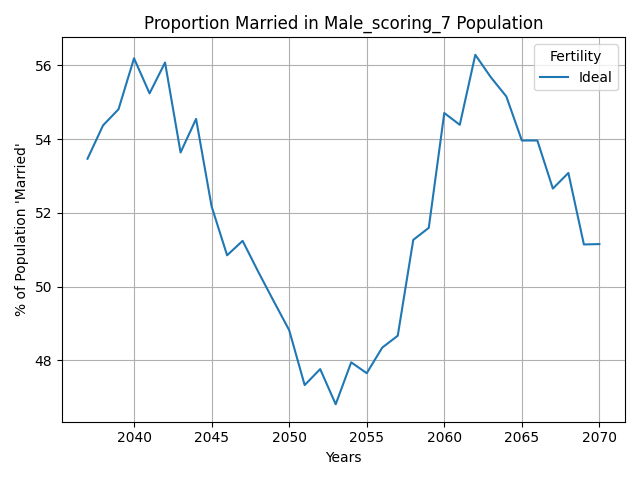 Proportion Married in Male_scoring_7 Population
Fertility
Ideal
56
54
52
50
48
% of Population 'Married'
2040 2045 2050 2055 2060 2065 2070
Years